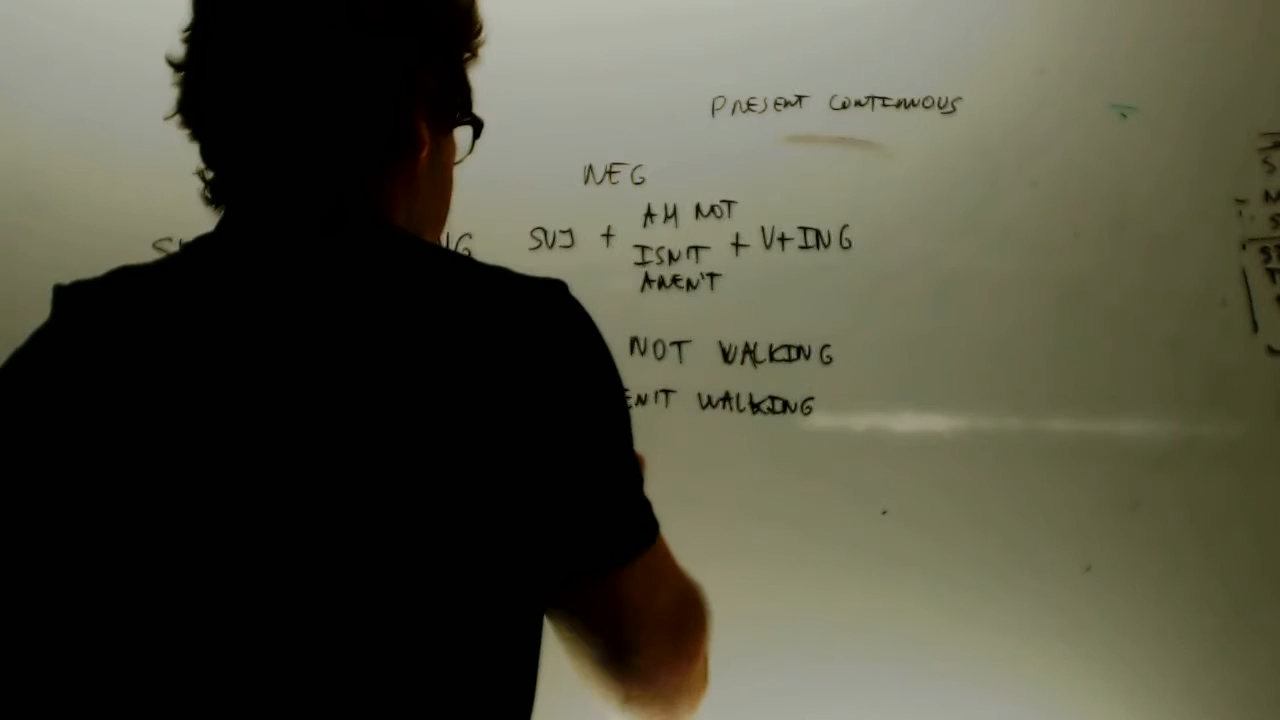 PRESENT CONTINUOUS
NEG
AM NOT
SUJ + ISN'T + V+ING
AREN'T
NOT WALKING
EN'T WALKING